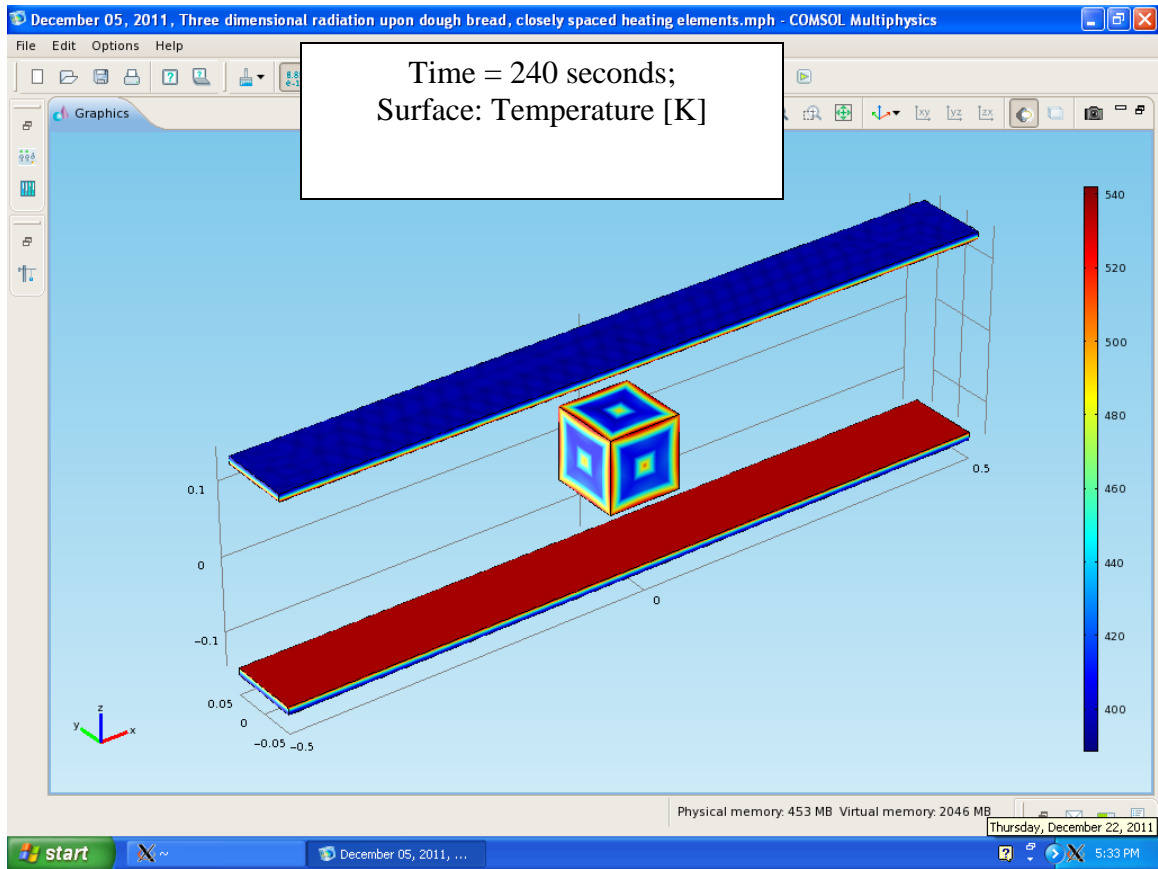 December 05, 2011, Three dimensional radiation upon dough bread, closely spaced heating elements.mph - COMSOL Multiphysics
File Edit Options Help
Time = 240 seconds;
Surface: Temperature [K]
Graphics
xy yz zx
540
520
500
480
460
440
420
400
0.1
0
-0.1
0.5
0
0.05
0
-0.05
-0.5
z
y
x
Physical memory: 453 MB Virtual memory: 2046 MB
Thursday, December 22, 2011
start
~
December 05, 2011, ...
5:33 PM